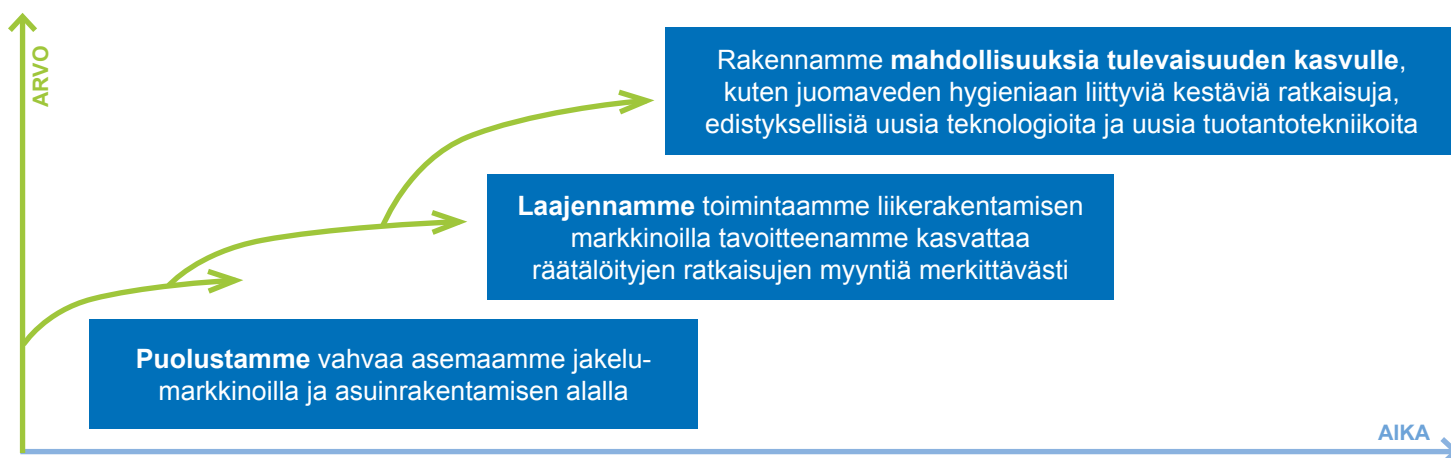 ARVO
Rakennamme mahdollisuuksia tulevaisuuden kasvulle,
kuten juomaveden hygieniaan liittyviä kestäviä ratkaisuja,
edistyksellisiä uusia teknologioita ja uusia tuotantotekniikoita
Laajennamme toimintaamme liikerakentamisen
markkinoilla tavoitteenamme kasvattaa
räätälöityjen ratkaisujen myyntiä merkittävästi
Puolustamme vahvaa asemaamme jakelu-
markkinoilla ja asuinrakentamisen alalla
AIKA